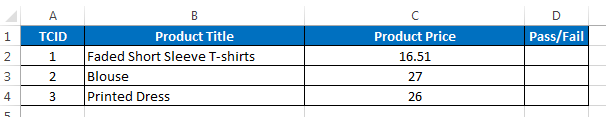 A B C D
1 TCID Product Title Product Price Pass/Fail
2 1 Faded Short Sleeve T-shirts 16.51
3 2 Blouse 27
4 3 Printed Dress 26